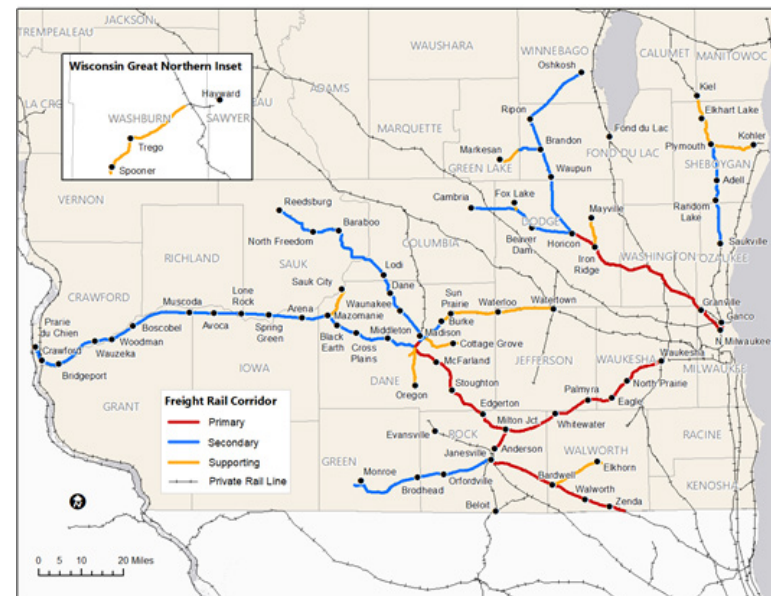 JACKSON
TREMPEALEAU
WAUSHARA
WINNEBAGO
CALUMET
MANITOWOC
Oshkosh
Wisconsin Great Northern Inset
Hayward
WASHBURN
SAWYER
Trego
Spooner
LA CRO
EAU
ADAMS
MARQUETTE
Ripon
Kiel
Elkhart Lake
Fond du Lac
Kohler
Markesan
Brandon
Plymouth
GREEN LAKE
FOND DU LAC
SHEBOYGAN
Waupun
Adell
VERNON
Reedsburg
Cambria
Fox Lake
Mayville
Random
Lake
Baraboo
DODGE
North Freedom
COLUMBIA
Beaver
Dam
Horicon
Iron
Ridge
WASHINGTON
Saukville
OZAUKEE
RICHLAND
SAUK
Lodi
Sauk City
Dane
CRAWFORD
Muscoda
Lone
Rock
Waunakee
Sun
Prairie
Waterloo
Watertown
Granville
Ganco
Arena
Mazomanie
Burke
Prarie
du Chien
Boscobel
Avoca
Spring
Green
Middleton
Madison
N Milwaukee
Woodman
Black
Earth
Cross
Plains
Cottage Grove
WAUKESHA
Waukesha
MILWAUKEE
Crawford
Wauzeka
McFarland
JEFFERSON
Bridgeport
IOWA
DANE
Stoughton
Palmyra
North Prairie
GRANT
Oregon
Eagle
Freight Rail Corridor
Primary
Secondary
Supporting
Private Rail Line
Edgerton
Milton Jct
Whitewater
Evansville
ROCK
RACINE
Janesville
Anderson
WALWORTH
GREEN
Monroe
Bardwell
Elkhorn
KENOSHA
Brodhead
Orfordville
Walworth
Zenda
Beloit
0 5 10 20 Miles